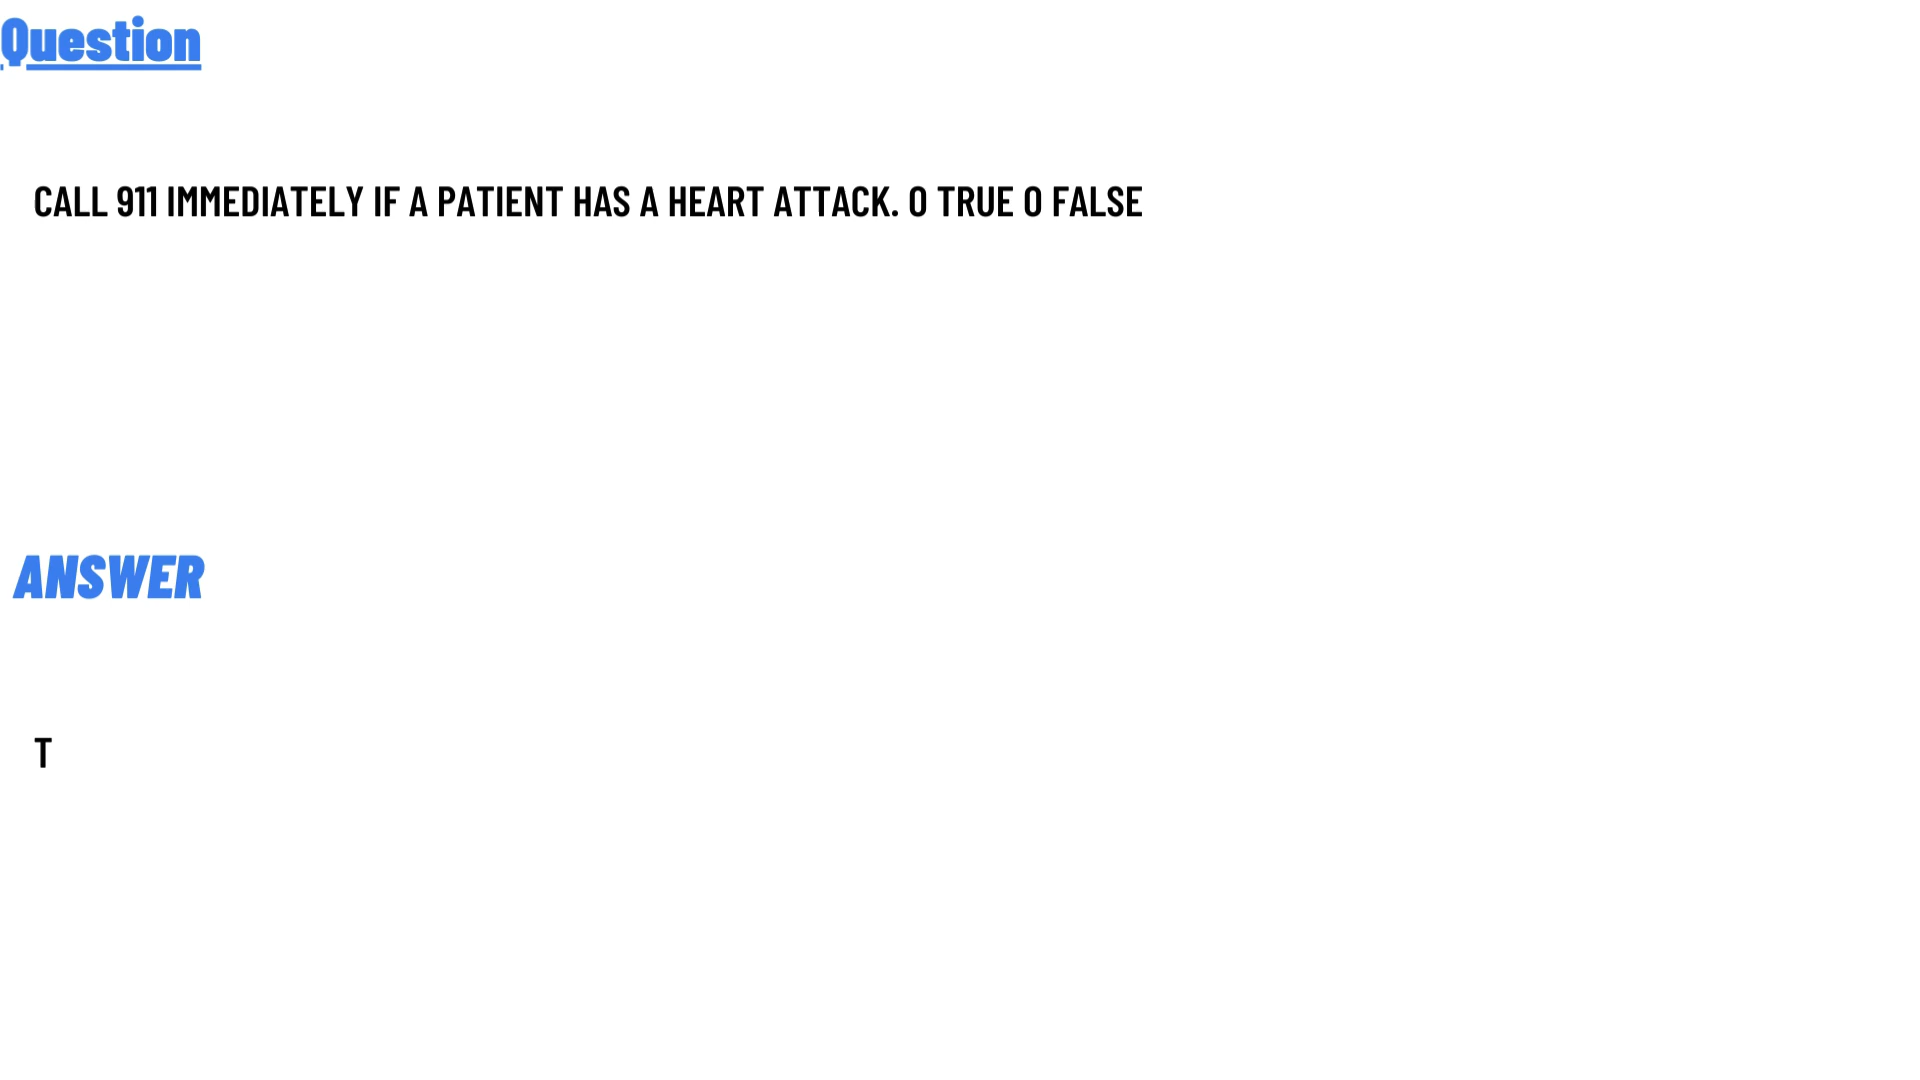 Question
CALL 911 IMMEDIATELY IF A PATIENT HAS A HEART ATTACK. O TRUE O FALSE
ANSWER
T